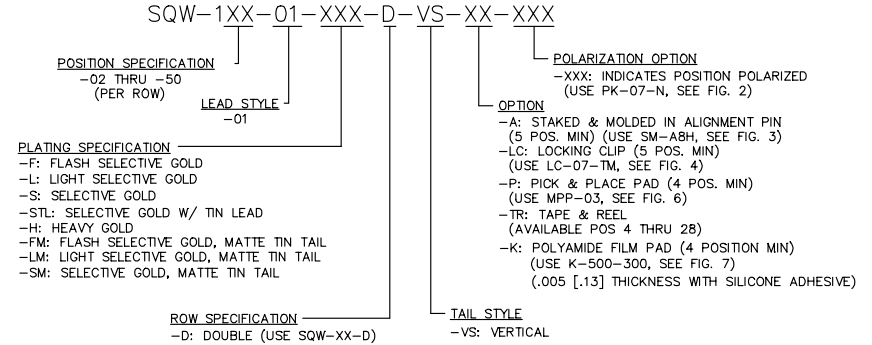 SQW-1XX-01-XXX-D-VS-XX-XXX
POSITION SPECIFICATION
-02 THRU -50
(PER ROW)
LEAD STYLE
-01
PLATING SPECIFICATION
-F: FLASH SELECTIVE GOLD
-L: LIGHT SELECTIVE GOLD
-S: SELECTIVE GOLD
-STL: SELECTIVE GOLD W/ TIN LEAD
-H: HEAVY GOLD
-FM: FLASH SELECTIVE GOLD, MATTE TIN TAIL
-LM: LIGHT SELECTIVE GOLD, MATTE TIN TAIL
-SM: SELECTIVE GOLD, MATTE TIN TAIL
ROW SPECIFICATION
-D: DOUBLE (USE SQW-XX-D)
POLARIZATION OPTION
-XXX: INDICATES POSITION POLARIZED
(USE PK-07-N, SEE FIG. 2)
OPTION
-A: STAKED & MOLDED IN ALIGNMENT PIN
(5 POS. MIN) (USE SM-A8H, SEE FIG. 3)
-LC: LOCKING CLIP (5 POS. MIN)
(USE LC-07-TM, SEE FIG. 4)
-P: PICK & PLACE PAD (4 POS. MIN)
(USE MPP-03, SEE FIG. 6)
-TR: TAPE & REEL
(AVAILABLE POS 4 THRU 28)
-K: POLYAMIDE FILM PAD (4 POSITION MIN)
(USE K-500-300, SEE FIG. 7)
(.005 [.13] THICKNESS WITH SILICONE ADHESIVE)
TAIL STYLE
-VS: VERTICAL